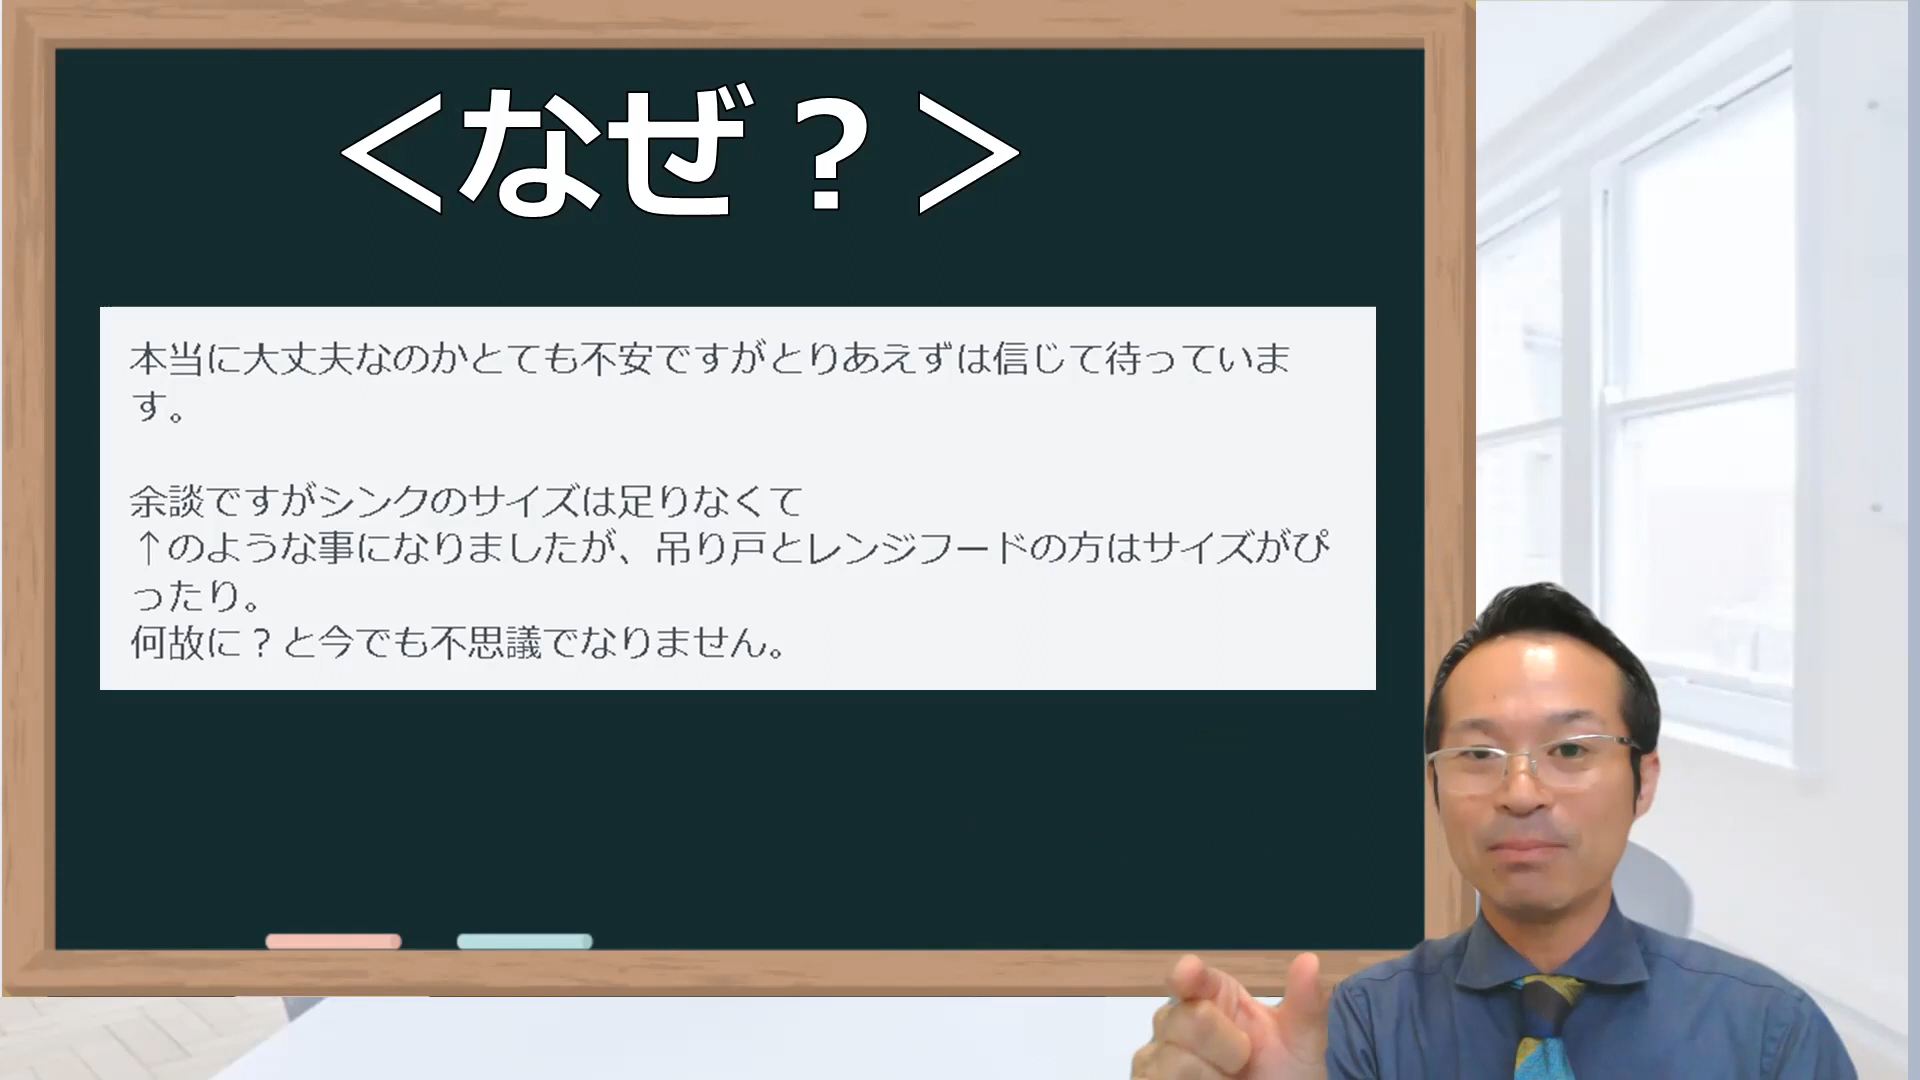 ＜なぜ？＞
本当に大丈夫なのかとても不安ですがとりあえずは信じて待っていま
す。
余談ですがシンクのサイズは足りなくて
↑のような事になりましたが、吊り戸とレンジフードの方はサイズがぴ
ったり。
何故に？と今でも不思議でなりません。